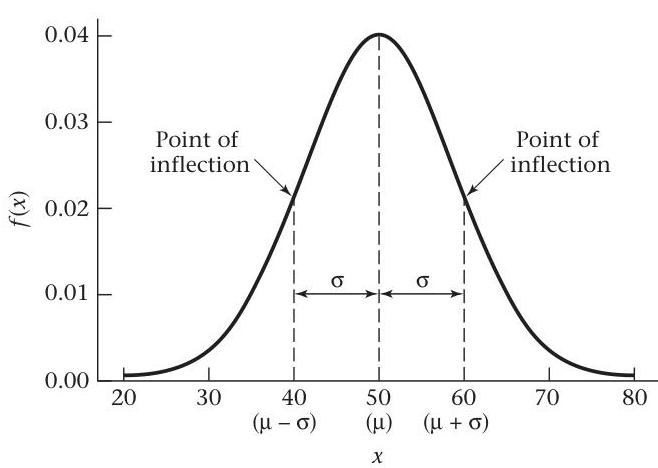 0.04
0.03
Point of
inflection
Point of
inflection
f(x)
0.02
σ
σ
0.01
0.00
20
30
40
50
60
70
80
(μ – σ)
(μ)
(μ + σ)
x